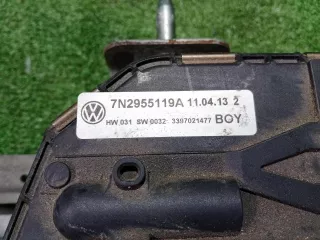 7N2955119A 11.04.13 2
HW 031 SW 0032 3397021477 BOY